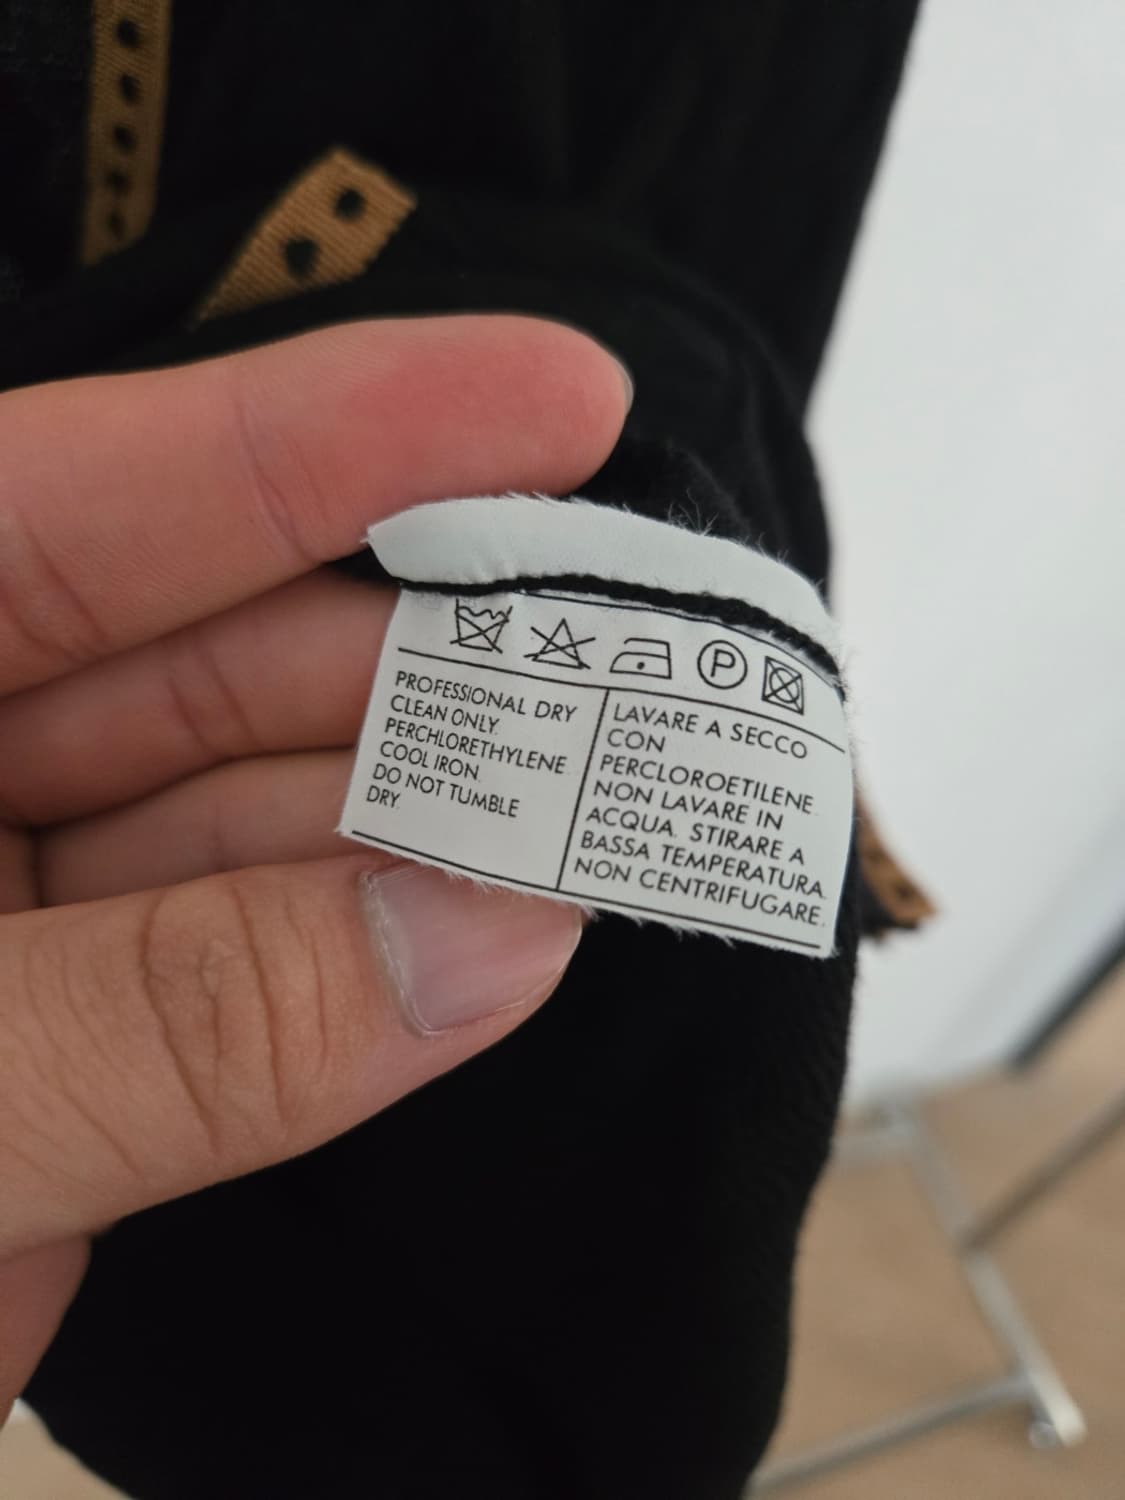 P
PROFESSIONAL DRY
CLEAN ONLY.
PERCHLORETHYLENE.
COOL IRON.
DO NOT TUMBLE
DRY.
LAVARE A SECCO
CON
PERCLOROETILENE.
NON LAVARE IN
ACQUA. STIRARE A
BASSA TEMPERATURA.
NON CENTRIFUGARE.